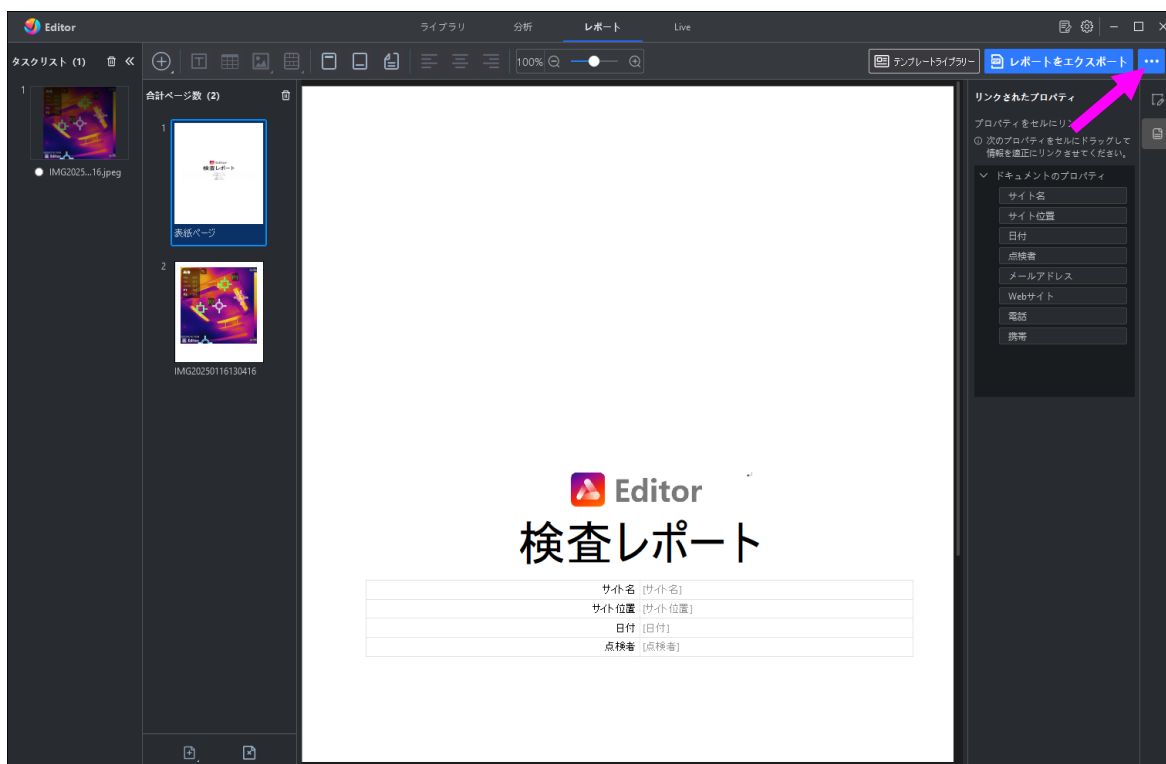 Editor
ライブラリ
分析
レポート
Live
タスクリスト (1)
100%
テンプレートライブラリー
レポートをエクスポート
1
IMG2025...16.jpeg
合計ページ数 (2)
1
Editor
検査レポート
表紙ページ
2
IMG20250116130416
Editor
検査レポート
サイト名 [サイト名]
サイト位置 [サイト位置]
日付 [日付]
点検者 [点検者]
リンクされたプロパティ
プロパティをセルにリン
次のプロパティをセルにドラッグして
情報を適正にリンクさせてください。
ドキュメントのプロパティ
サイト名
サイト位置
日付
点検者
メールアドレス
Webサイト
電話
携帯